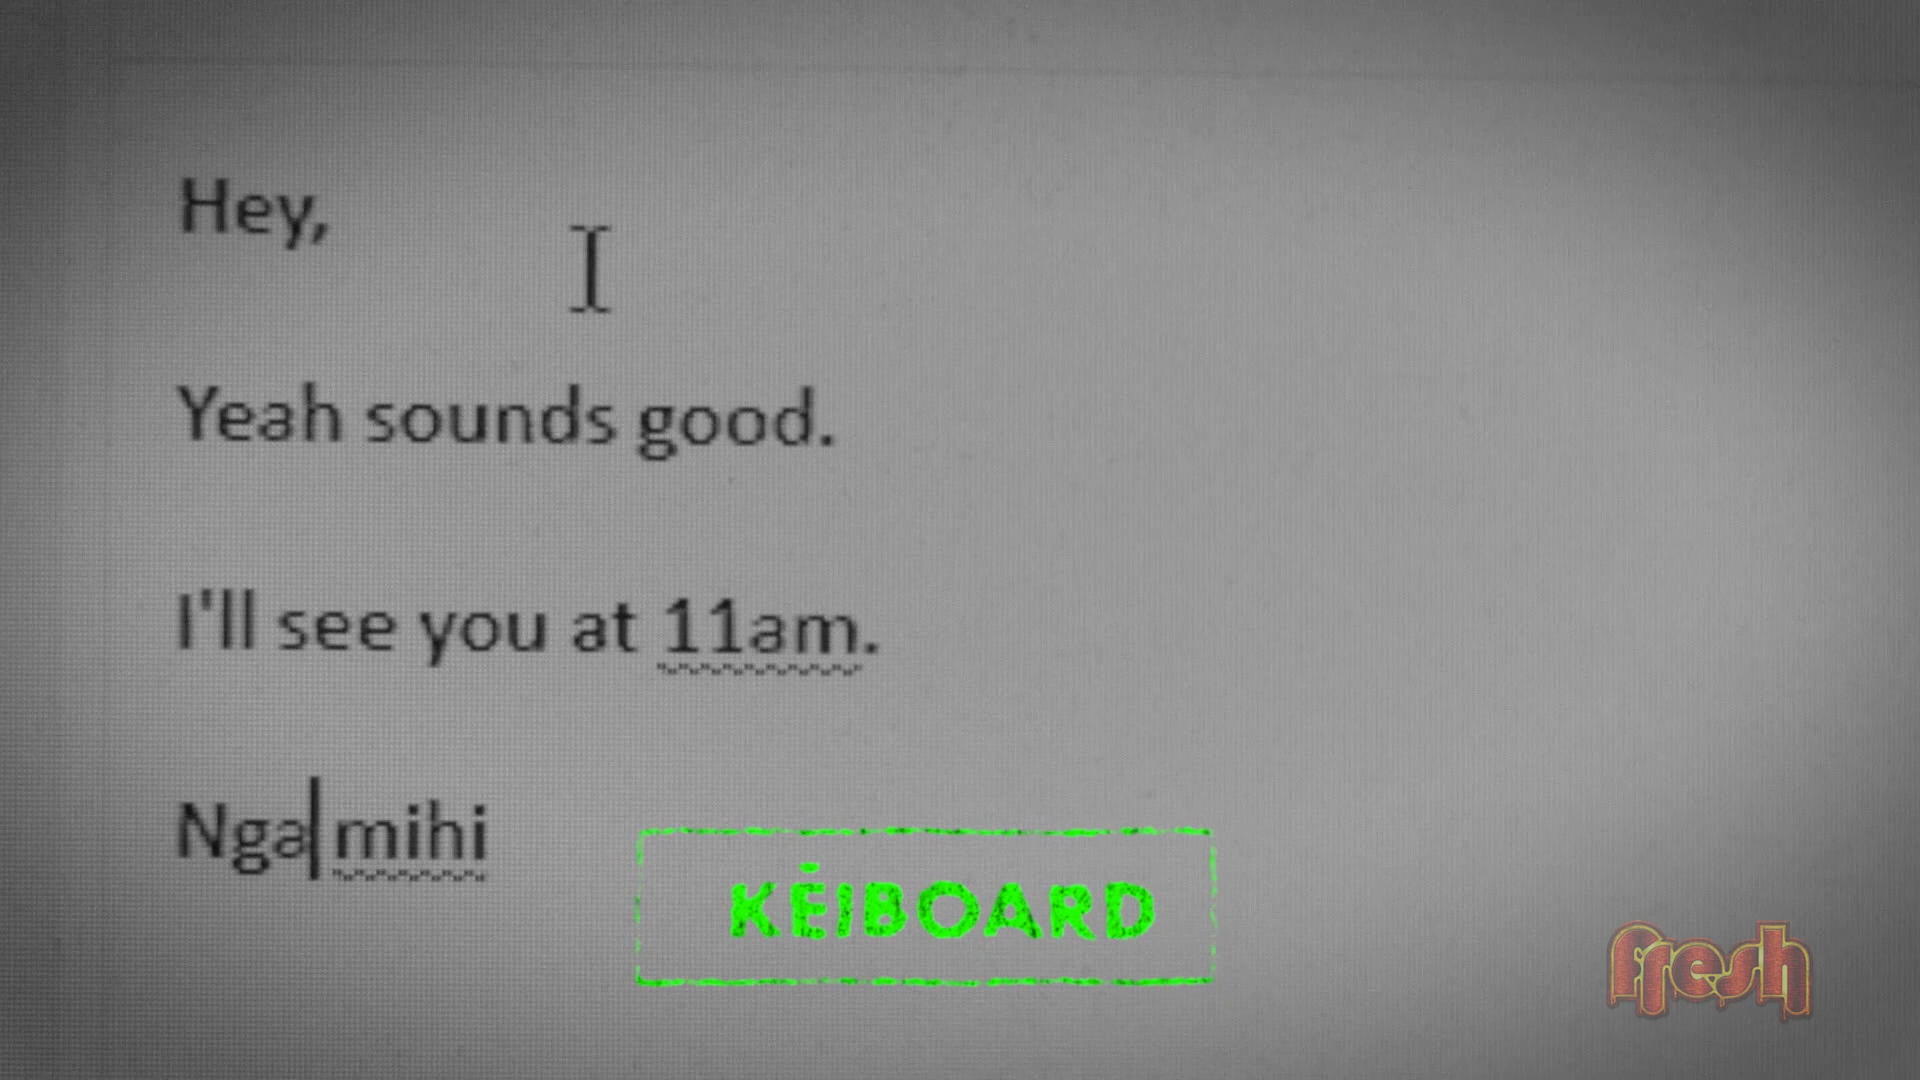 Hey,
Yeah sounds good.
I'll see you at 11am.
Nga mihi
KĒIBOARD
fresh